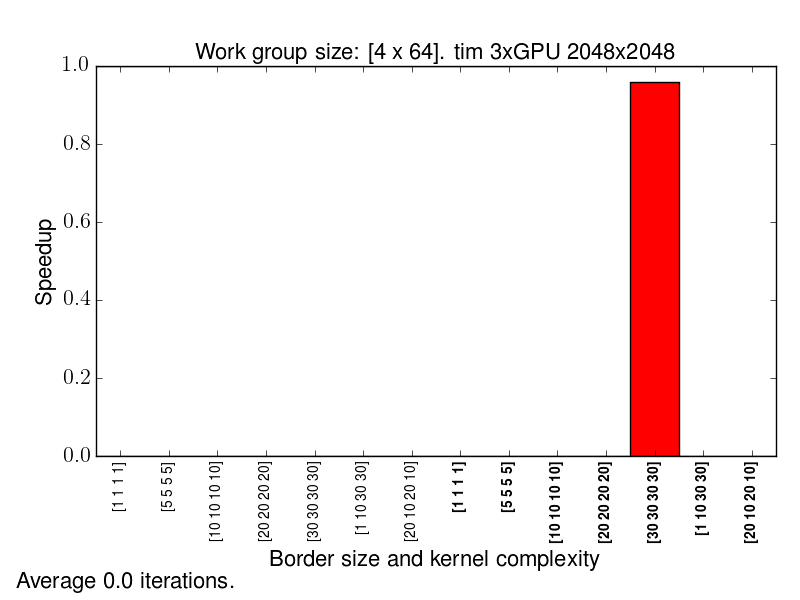 Work group size: [4 x 64]. tim 3xGPU 2048x2048
1.0
0.8
0.6
0.4
0.2
0.0
Speedup
[1 1 1 1]
[5 5 5 5]
[10 10 10 10]
[20 20 20 20]
[30 30 30 30]
[1 10 30 30]
[20 10 20 10]
[1 1 1 1]
[5 5 5 5]
[10 10 10 10]
[20 20 20 20]
[30 30 30 30]
[1 10 30 30]
[20 10 20 10]
Border size and kernel complexity
Average 0.0 iterations.